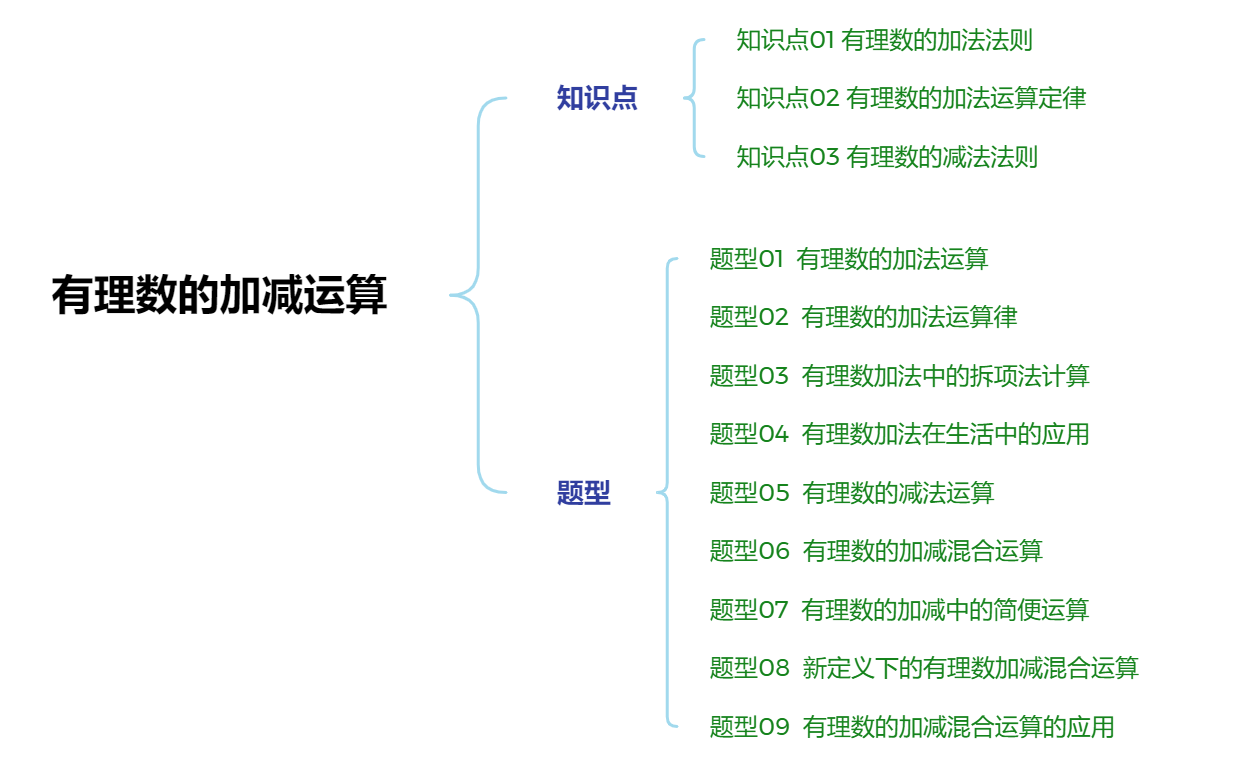 有理数的加减运算
知识点
知识点01 有理数的加法法则
知识点02 有理数的加法运算定律
知识点03 有理数的减法法则
题型
题型01 有理数的加法运算
题型02 有理数的加法运算律
题型03 有理数加法中的拆项法计算
题型04 有理数加法在生活中的应用
题型05 有理数的减法运算
题型06 有理数的加减混合运算
题型07 有理数的加减中的简便运算
题型08 新定义下的有理数加减混合运算
题型09 有理数的加减混合运算的应用